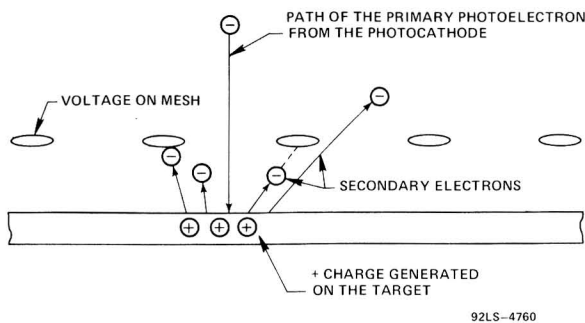 PATH OF THE PRIMARY PHOTOELECTRON
FROM THE PHOTOCATHODE
VOLTAGE ON MESH
SECONDARY ELECTRONS
+ CHARGE GENERATED
ON THE TARGET
92LS-4760